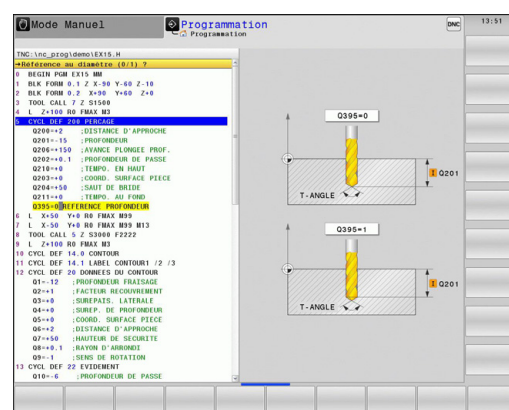 Mode Manuel
Programmation
Programmation
DNC
13:51
TNC:\nc_prog\demo\EX15.H
→Référence au diamètre (0/1) ?
0 BEGIN PGM EX15 MM
1 BLK FORM 0.1 Z X-90 Y-60 Z-10
2 BLK FORM 0.2 X+90 Y+60 Z+0
3 TOOL CALL 7 Z S1500
4 L Z+100 R0 FMAX M3
5 CYCL DEF 200 PERCAGE
Q200=+2 ;DISTANCE D'APPROCHE
Q201=-15 ;PROFONDEUR
Q206=+150 ;AVANCE PLONGEE PROF.
Q202=+0.1 ;PROFONDEUR DE PASSE
Q210=+0 ;TEMPO. EN HAUT
Q203=+0 ;COORD. SURFACE PIECE
Q204=+50 ;SAUT DE BRIDE
Q211=+0 ;TEMPO. AU FOND
Q395=0 REFERENCE PROFONDEUR
6 L X+50 Y+0 R0 FMAX M99
7 L X-50 Y+0 R0 FMAX M99 M13
8 TOOL CALL 5 Z S3000 F2222
9 L Z+100 R0 FMAX M3
10 CYCL DEF 14.0 CONTOUR
11 CYCL DEF 14.1 LABEL CONTOUR1 /2 /3
12 CYCL DEF 20 DONNEES DU CONTOUR
Q1=-12 ;PROFONDEUR FRAISAGE
Q2=+1 ;FACTEUR RECOUVREMENT
Q3=+0 ;SUREPAIS. LATERALE
Q4=+0 ;SUREP. DE PROFONDEUR
Q5=+0 ;COORD. SURFACE PIECE
Q6=+2 ;DISTANCE D'APPROCHE
Q7=+50 ;HAUTEUR DE SECURITE
Q8=+0.1 ;RAYON D'ARRONDI
Q9=-1 ;SENS DE ROTATION
13 CYCL DEF 22 EVIDEMENT
Q10=-6 ;PROFONDEUR DE PASSE
Q395=0
I Q201
T-ANGLE
Q395=1
I Q201
T-ANGLE